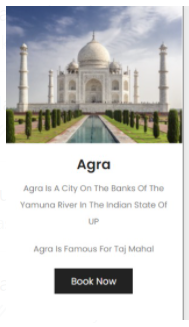 Agra
Agra Is A City On The Banks Of The
Yamuna River In The Indian State Of
UP
Agra Is Famous For Taj Mahal
Book Now